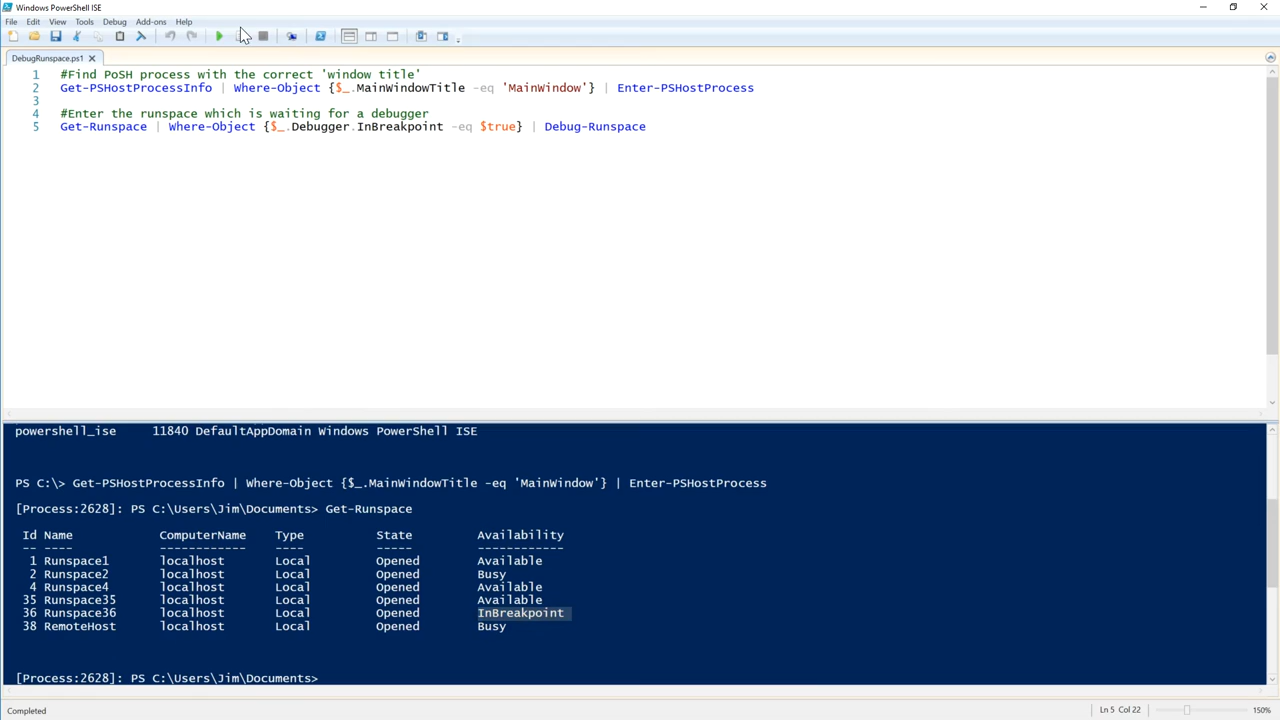 Windows PowerShell ISE
File Edit View Tools Debug Add-ons Help
DebugRunspace.ps1
1 #Find PoSH process with the correct 'window title'
2 Get-PSHostProcessInfo | Where-Object {$_.MainWindowTitle -eq 'MainWindow'} | Enter-PSHostProcess
3
4 #Enter the runspace which is waiting for a debugger
5 Get-Runspace | Where-Object {$_.Debugger.InBreakpoint -eq $true} | Debug-Runspace
powershell_ise 11840 DefaultAppDomain Windows PowerShell ISE
PS C:\> Get-PSHostProcessInfo | Where-Object {$_.MainWindowTitle -eq 'MainWindow'} | Enter-PSHostProcess
[Process:2628]: PS C:\Users\Jim\Documents> Get-Runspace
Id Name ComputerName Type State Availability
-- ---- ------------ ---- ----- ------------
1 Runspace1 localhost Local Opened Available
2 Runspace2 localhost Local Opened Busy
4 Runspace4 localhost Local Opened Available
35 Runspace35 localhost Local Opened Available
36 Runspace36 localhost Local Opened InBreakpoint
38 RemoteHost localhost Local Opened Busy
[Process:2628]: PS C:\Users\Jim\Documents>
Completed Ln 5 Col 22 150%